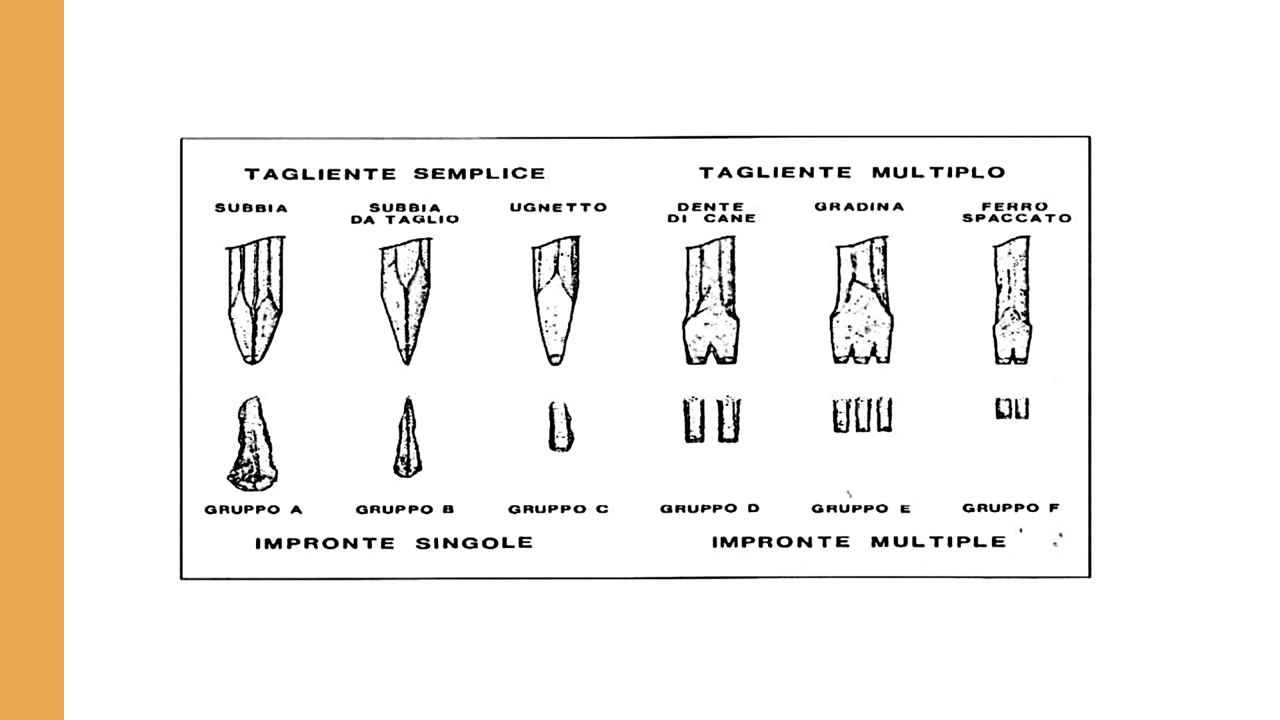 TAGLIENTE SEMPLICE
TAGLIENTE MULTIPLO
SUBBIA
SUBBIA
DA TAGLIO
UGNETTO
DENTE
DI CANE
GRADINA
FERRO
SPACCATO
GRUPPO A
GRUPPO B
GRUPPO C
GRUPPO D
GRUPPO E
GRUPPO F
IMPRONTE SINGOLE
IMPRONTE MULTIPLE